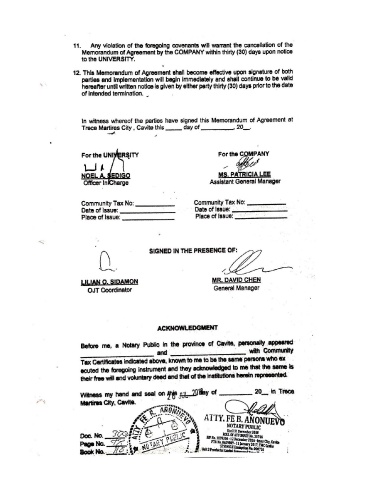 11. Any violation of the foregoing covenants will warrant the cancellation of the
Memorandum of Agreement by the COMPANY within thirty (30) days upon notice
to the UNIVERSITY.
12. This Memorandum of Agreement shall become effective upon signature of both
parties and Implementation will begin immediately and shall continue to be valid
hereafter until written notice is given by either party thirty (30) days prior to the date
of intended termination.
In witness whereof the parties have signed this Memorandum of Agreement at
Trece Martires City , Cavite this _____ day of __________, 20__.
For the UNIVERSITY For the COMPANY
NOEL A. SEDIGO MS. PATRICIA LEE
Officer In Charge Assistant General Manager
Community Tax No: __________ Community Tax No: __________
Date of Issue: __________ Date of Issue: __________
Place of Issue: __________ Place of Issue: __________
SIGNED IN THE PRESENCE OF:
LILIAN O. SIDAMON MR. DAVID CHEN
OJT Coordinator General Manager
ACKNOWLEDGMENT
Before me, a Notary Public in the province of Cavite, personally appeared
__________ and __________ with Community
Tax Certificates indicated above, known to me to be the same persons who ex
ecuted the foregoing instrument and they acknowledged to me that the same is
their free will and voluntary deed and that of the institutions herein represented.
Witness my hand and seal on this day of __________ 20__ in Trece
Martires City, Cavite.
FE B. AÑONUEVO
NOTARY PUBLIC
ATTY. FE B. AÑONUEVO
NOTARY PUBLIC
Doc. No.
Page No.
Book No.